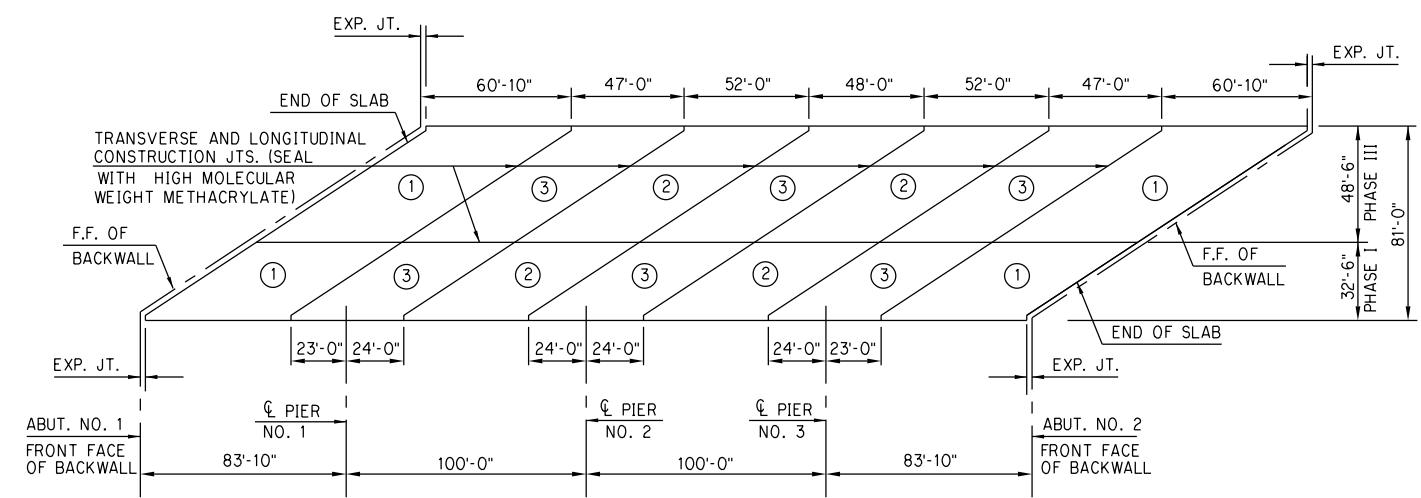 EXP. JT.
EXP. JT.
60'-10"
47'-0"
52'-0"
48'-0"
52'-0"
47'-0"
60'-10"
END OF SLAB
TRANSVERSE AND LONGITUDINAL
CONSTRUCTION JTS. (SEAL
WITH HIGH MOLECULAR
WEIGHT METHACRYLATE)
1
3
2
3
2
3
1
48'-6"
PHASE III
81'-0"
F.F. OF
BACKWALL
F.F. OF
BACKWALL
1
3
2
3
2
3
1
32'-6"
PHASE I
END OF SLAB
23'-0"
24'-0"
24'-0"
24'-0"
24'-0"
23'-0"
EXP. JT.
EXP. JT.
℄ PIER
NO. 1
℄ PIER
NO. 2
℄ PIER
NO. 3
ABUT. NO. 1
FRONT FACE
OF BACKWALL
ABUT. NO. 2
FRONT FACE
OF BACKWALL
83'-10"
100'-0"
100'-0"
83'-10"